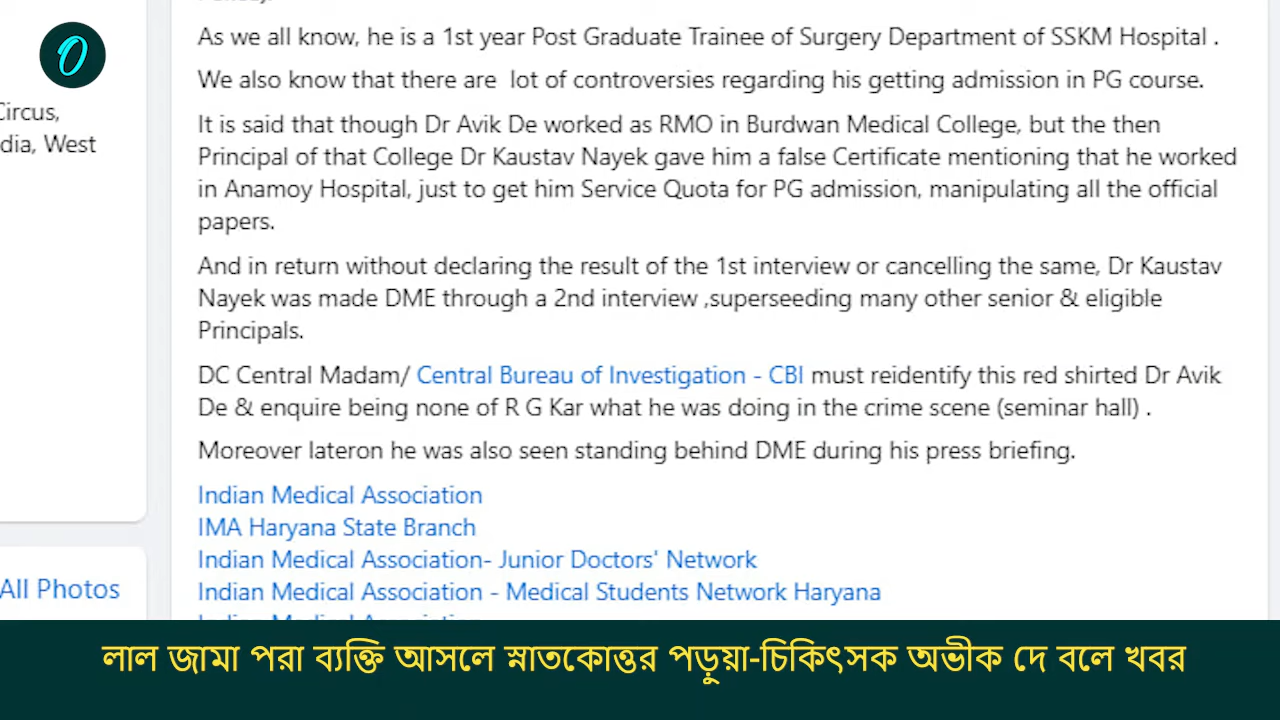 As we all know, he is a 1st year Post Graduate Trainee of Surgery Department of SSKM Hospital .
We also know that there are lot of controversies regarding his getting admission in PG course.
Circus,
It is said that though Dr Avik De worked as RMO in Burdwan Medical College, but the then
dia, West
Principal of that College Dr Kaustav Nayek gave him a false Certificate mentioning that he worked
in Anamoy Hospital, just to get him Service Quota for PG admission, manipulating all the official
papers.
And in return without declaring the result of the 1st interview or cancelling the same, Dr Kaustav
Nayek was made DME through a 2nd interview ,superseeding many other senior & eligible
Principals.
DC Central Madam/ Central Bureau of Investigation - CBI must reidentify this red shirted Dr Avik
De & enquire being none of R G Kar what he was doing in the crime scene (seminar hall) .
Moreover lateron he was also seen standing behind DME during his press briefing.
Indian Medical Association
IMA Haryana State Branch
Indian Medical Association- Junior Doctors' Network
All Photos
Indian Medical Association - Medical Students Network Haryana
লাল জামা পরা ব্যক্তি আসলে স্নাতকোত্তর পড়ুয়া-চিকিৎসক অভীক দে বলে খবর